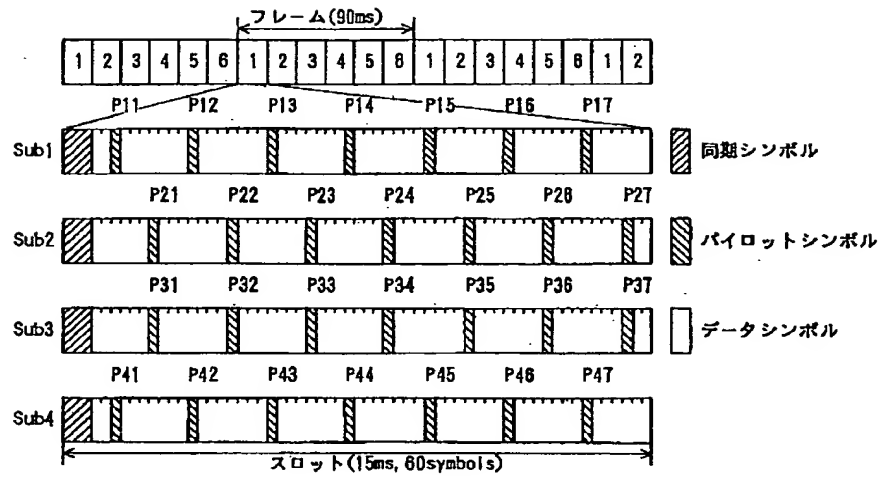 フレーム(90ms)
1 2 3 4 5 6 1 2 3 4 5 6 1 2 3 4 5 6 1 2
P11 P12 P13 P14 P15 P16 P17
Sub1
同期シンボル
P21 P22 P23 P24 P25 P26 P27
Sub2
パイロットシンボル
P31 P32 P33 P34 P35 P36 P37
Sub3
データシンボル
P41 P42 P43 P44 P45 P46 P47
Sub4
スロット(15ms, 60symbols)